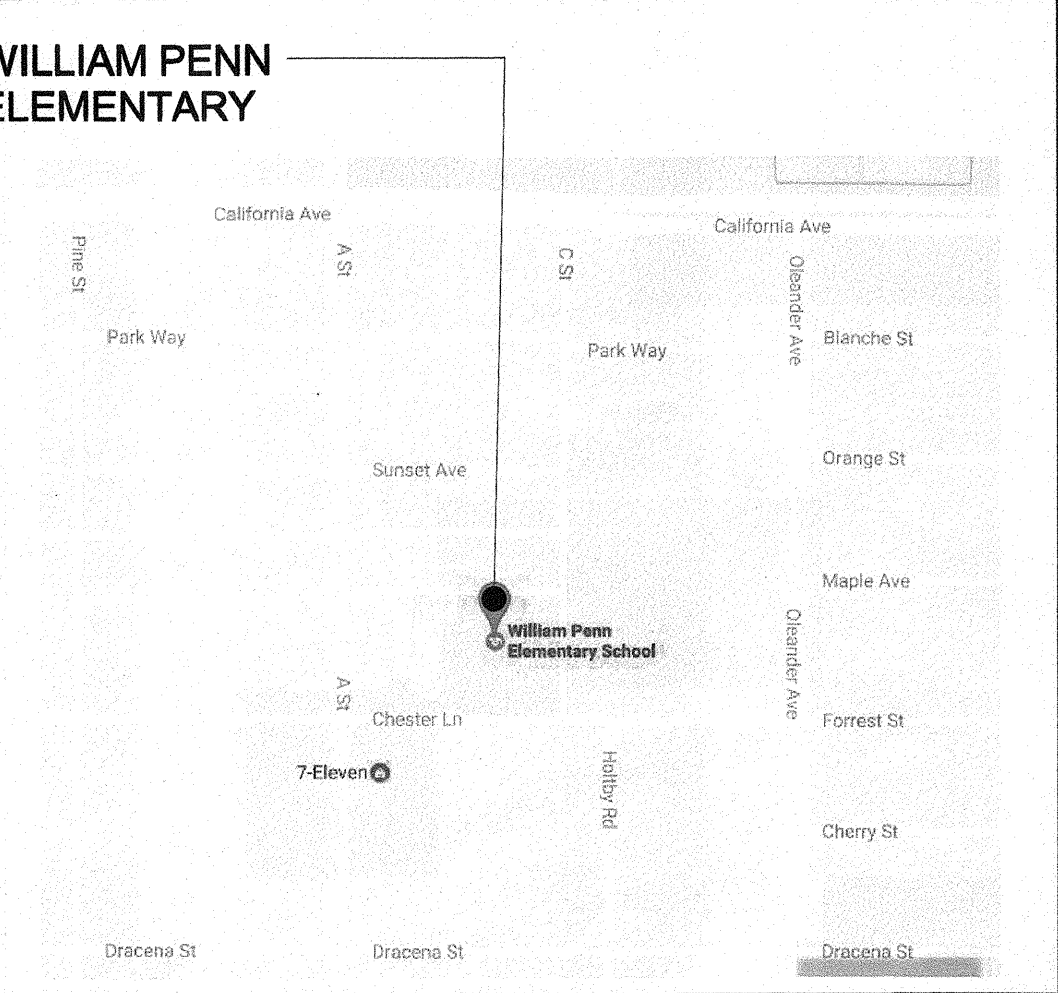 WILLIAM PENN
ELEMENTARY
California Ave
California Ave
Pine St
A St
C St
Oleander Ave
Park Way
Park Way
Blanche St
Sunset Ave
Orange St
Maple Ave
William Penn
Elementary School
Oleander Ave
A St
Chester Ln
Forrest St
7-Eleven
Holtby Rd
Cherry St
Dracena St
Dracena St
Dracena St